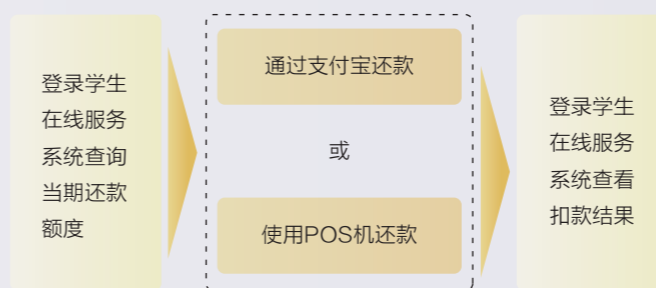 登录学生
在线服务
系统查询
当期还款
额度
通过支付宝还款
或
使用POS机还款
登录学生
在线服务
系统查看
扣款结果